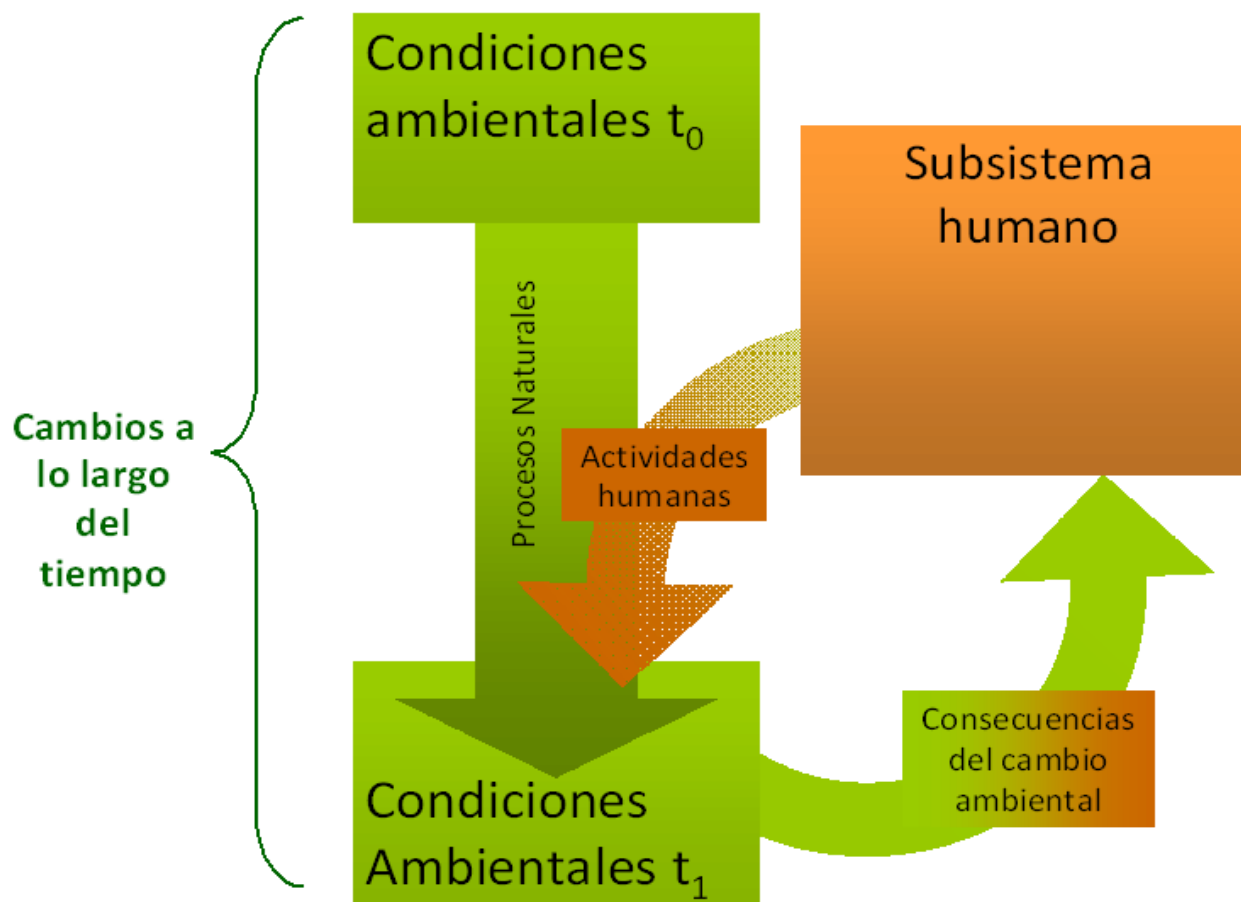 Condiciones
ambientales t₀
Subsistema
humano
Procesos Naturales
Cambios a
lo largo
del
tiempo
Actividades
humanas
Consecuencias
del cambio
ambiental
Condiciones
Ambientales t₁